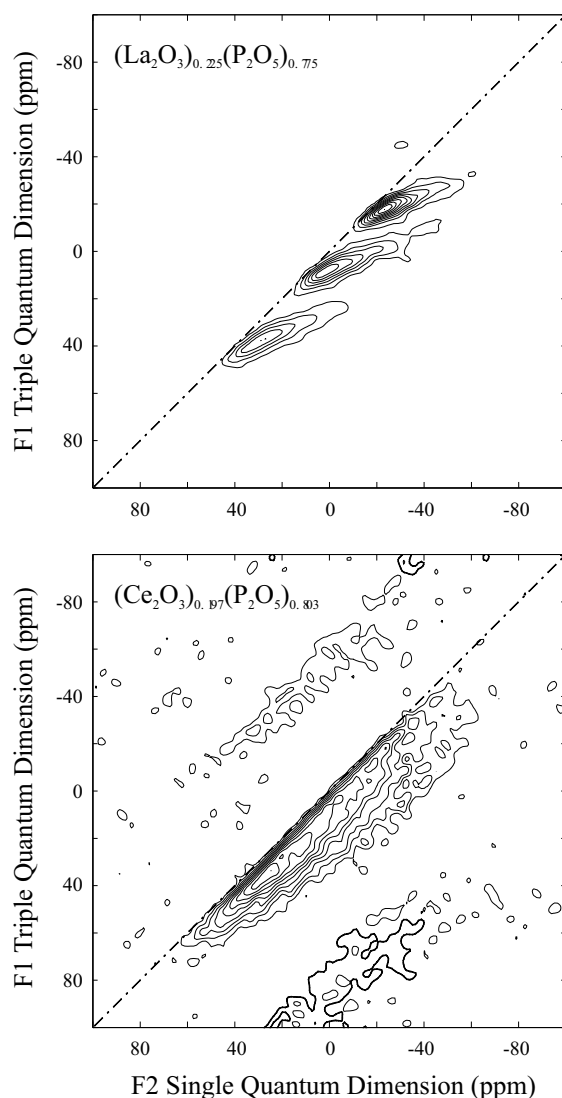 (La₂O₃)₀.₂₂₅(P₂O₅)₀.₇₇₅
F1 Triple Quantum Dimension (ppm)
-80
-40
0
40
80
80 40 0 -40 -80
(Ce₂O₃)₀.₁₉₇(P₂O₅)₀.₈₀₃
F1 Triple Quantum Dimension (ppm)
-80
-40
0
40
80
80 40 0 -40 -80
F2 Single Quantum Dimension (ppm)